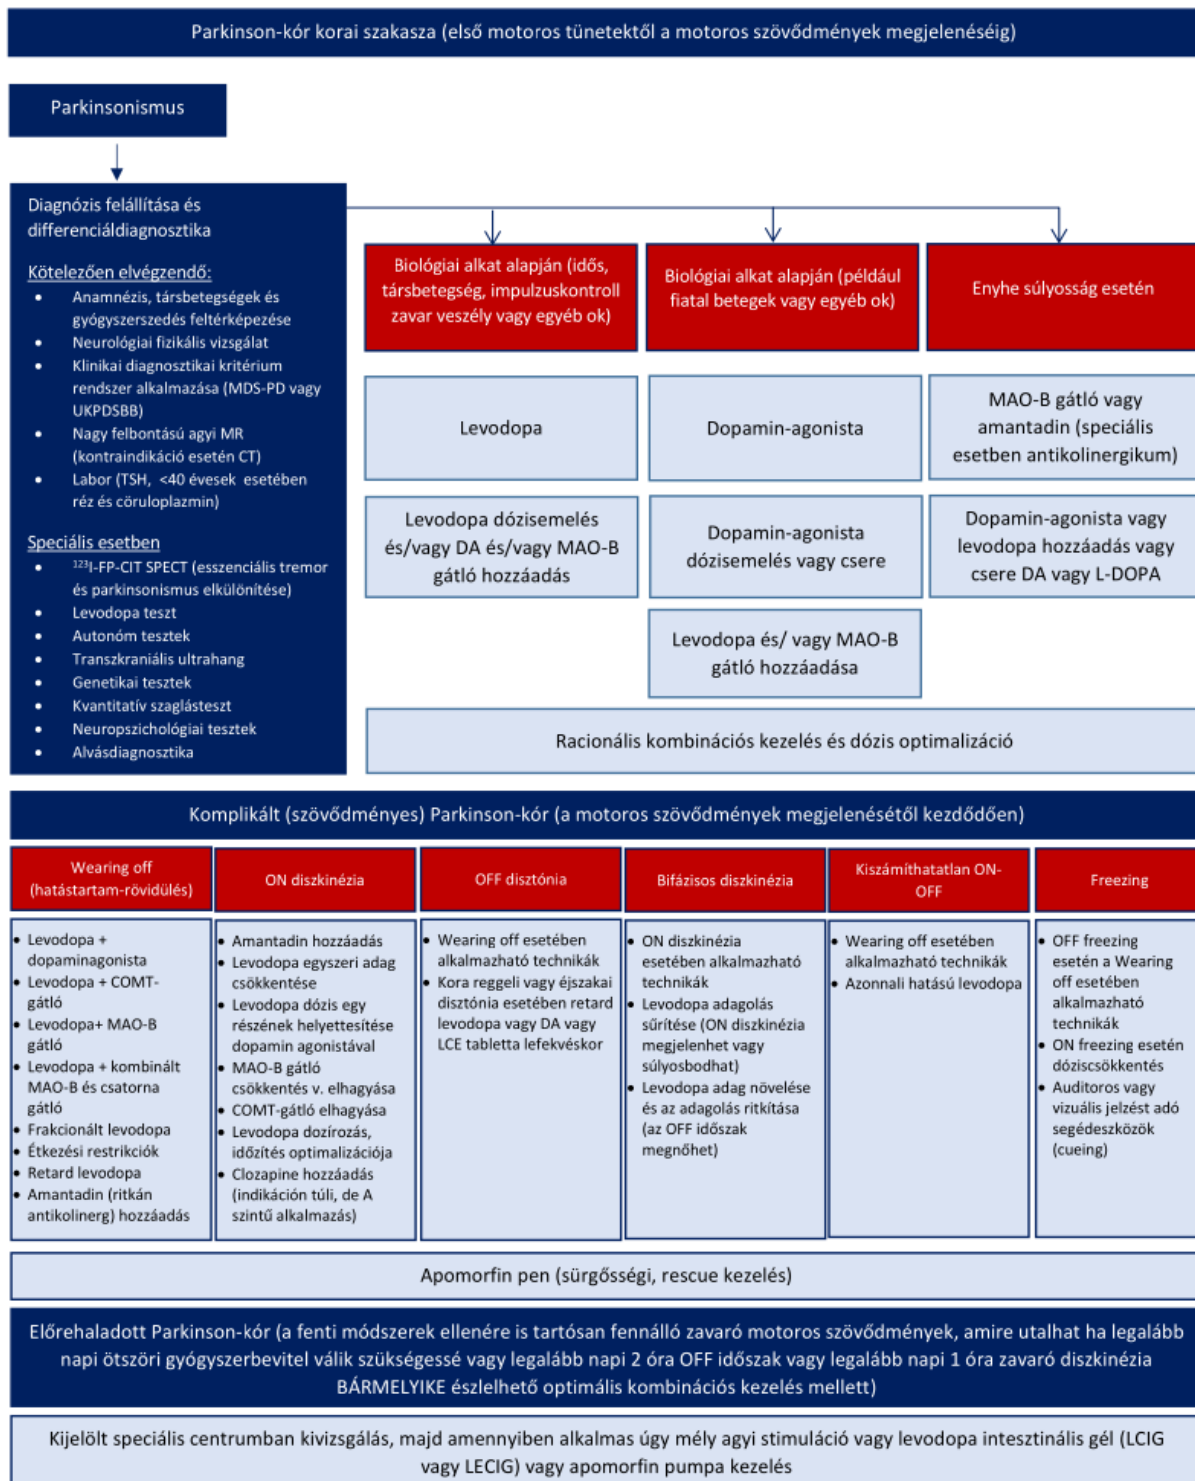 Parkinson-kór korai szakasza (első motoros tünetektől a motoros szövődmények megjelenéséig)
Parkinsonismus
Diagnózis felállítása és
differenciáldiagnosztika
Kötelezően elvégzendő:
• Anamnézis, társbetegségek és
gyógyszerszedés feltérképezése
• Neurológiai fizikális vizsgálat
• Klinikai diagnosztikai kritérium
rendszer alkalmazása (MDS-PD vagy
UKPDSBB)
• Nagy felbontású agyi MR
(kontraindikáció esetén CT)
• Labor (TSH, <40 évesek esetében
réz és cöruloplazmin)
Speciális esetben
• ¹²³I-FP-CIT SPECT (esszenciális tremor
és parkinsonismus elkülönítése)
• Levodopa teszt
• Autonóm tesztek
• Transzkraniális ultrahang
• Genetikai tesztek
• Kvantitatív szaglásteszt
• Neuropszichológiai tesztek
• Alvásdiagnosztika
Biológiai alkat alapján (idős,
társbetegség, impulzuskontroll
zavar veszély vagy egyéb ok)
Levodopa
Levodopa dózisemelés
és/vagy DA és/vagy MAO-B
gátló hozzáadás
Biológiai alkat alapján (például
fiatal betegek vagy egyéb ok)
Dopamin-agonista
Dopamin-agonista
dózisemelés vagy csere
Levodopa és/ vagy MAO-B
gátló hozzáadása
Enyhe súlyosság esetén
MAO-B gátló vagy
amantadin (speciális
esetben antikolinergikum)
Dopamin-agonista vagy
levodopa hozzáadás vagy
csere DA vagy L-DOPA
Racionális kombinációs kezelés és dózis optimalizáció
Komplikált (szövődményes) Parkinson-kór (a motoros szövődmények megjelenésétől kezdődően)
Wearing off
(hatástartam-rövidülés)
• Levodopa +
dopaminagonista
• Levodopa + COMT-
gátló
• Levodopa+ MAO-B
gátló
• Levodopa + kombinált
MAO-B és csatorna
gátló
• Frakcionált levodopa
• Étkezési restrikciók
• Retard levodopa
• Amantadin (ritkán
antikolinerg) hozzáadás
ON diszkinézia
• Amantadin hozzáadás
• Levodopa egyszeri adag
csökkentése
• Levodopa dózis egy
részének helyettesítése
dopamin agonistával
• MAO-B gátló
csökkentés v. elhagyása
• COMT-gátló elhagyása
• Levodopa dozírozás,
időzítés optimalizációja
• Clozapine hozzáadás
(indikáción túli, de A
szintű alkalmazás)
OFF disztónia
• Wearing off esetében
alkalmazható technikák
• Kora reggeli vagy éjszakai
disztónia esetében retard
levodopa vagy DA vagy
LCE tabletta lefekvéskor
Bifázisos diszkinézia
• ON diszkinézia
esetében alkalmazható
technikák
• Levodopa adagolás
sűrítése (ON diszkinézia
megjelenhet vagy
súlyosbodhat)
• Levodopa adag növelése
és az adagolás ritkítása
(az OFF időszak
megnőhet)
Kiszámíthatatlan ON-
OFF
• Wearing off esetében
alkalmazható technikák
• Azonnali hatású levodopa
Freezing
• OFF freezing
esetén a Wearing
off esetében
alkalmazható
technikák
• ON freezing esetén
dóziscsökkentés
• Auditoros vagy
vizuális jelzést adó
segédeszközök
(cueing)
Apomorfin pen (sürgősségi, rescue kezelés)
Előrehaladott Parkinson-kór (a fenti módszerek ellenére is tartósan fennálló zavaró motoros szövődmények, amire utalhat ha legalább
napi ötszöri gyógyszerbevitel válik szükségessé vagy legalább napi 2 óra OFF időszak vagy legalább napi 1 óra zavaró diszkinézia
BÁRMELYIKE észlelhető optimális kombinációs kezelés mellett)
Kijelölt speciális centrumban kivizsgálás, majd amennyiben alkalmas úgy mély agyi stimuláció vagy levodopa intesztinális gél (LCIG
vagy LECIG) vagy apomorfin pumpa kezelés